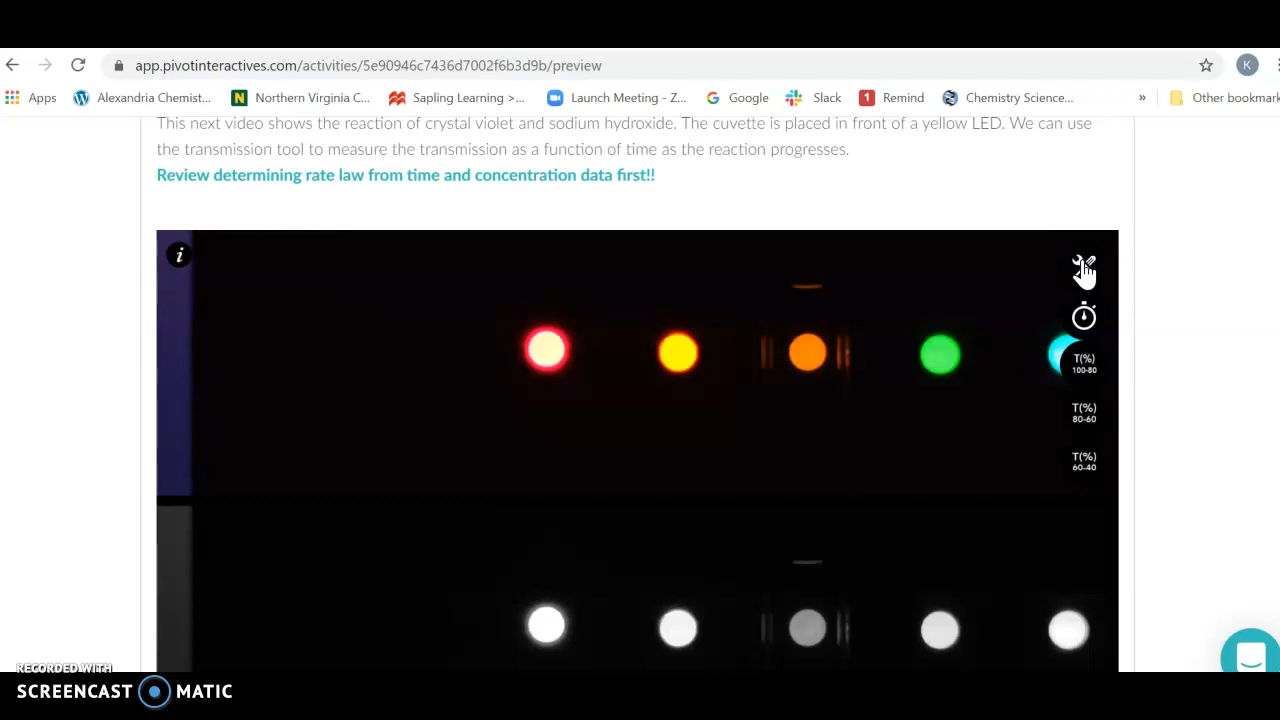 app.pivotinteractives.com/activities/5e90946c7436d7002f6b3d9b/preview
K
Apps Alexandria Chemist... N Northern Virginia C... Sapling Learning >... Launch Meeting - Z... Google Slack 1 Remind Chemistry Science... » Other bookmark
This next video shows the reaction of crystal violet and sodium hydroxide. The cuvette is placed in front of a yellow LED. We can use
the transmission tool to measure the transmission as a function of time as the reaction progresses.
Review determining rate law from time and concentration data first!!
i
T(%)
100-80
T(%)
80-60
T(%)
60-40
RECORDED WITH
SCREENCAST MATIC